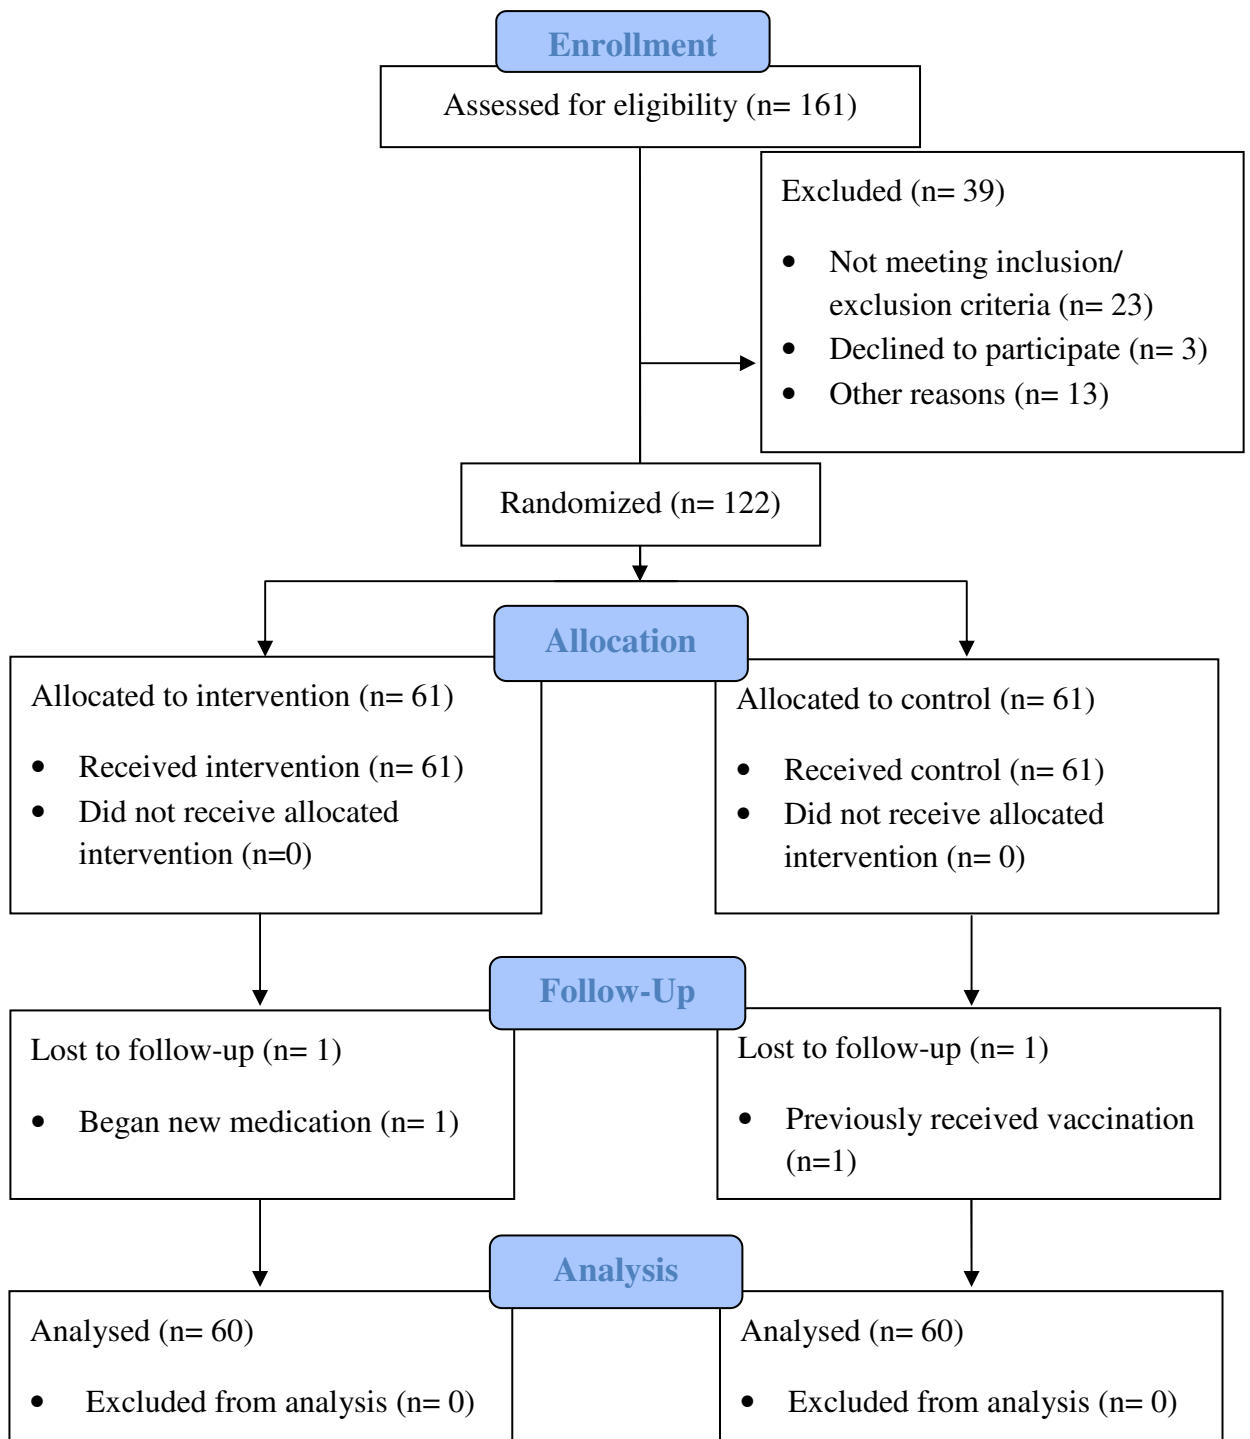 Enrollment
Assessed for eligibility (n= 161)
Excluded (n= 39)
• Not meeting inclusion/
exclusion criteria (n= 23)
• Declined to participate (n= 3)
• Other reasons (n= 13)
Randomized (n= 122)
Allocation
Allocated to intervention (n= 61)
• Received intervention (n= 61)
• Did not receive allocated
intervention (n=0)
Allocated to control (n= 61)
• Received control (n= 61)
• Did not receive allocated
intervention (n= 0)
Follow-Up
Lost to follow-up (n= 1)
• Began new medication (n= 1)
Lost to follow-up (n= 1)
• Previously received vaccination
(n=1)
Analysis
Analysed (n= 60)
• Excluded from analysis (n= 0)
Analysed (n= 60)
• Excluded from analysis (n= 0)